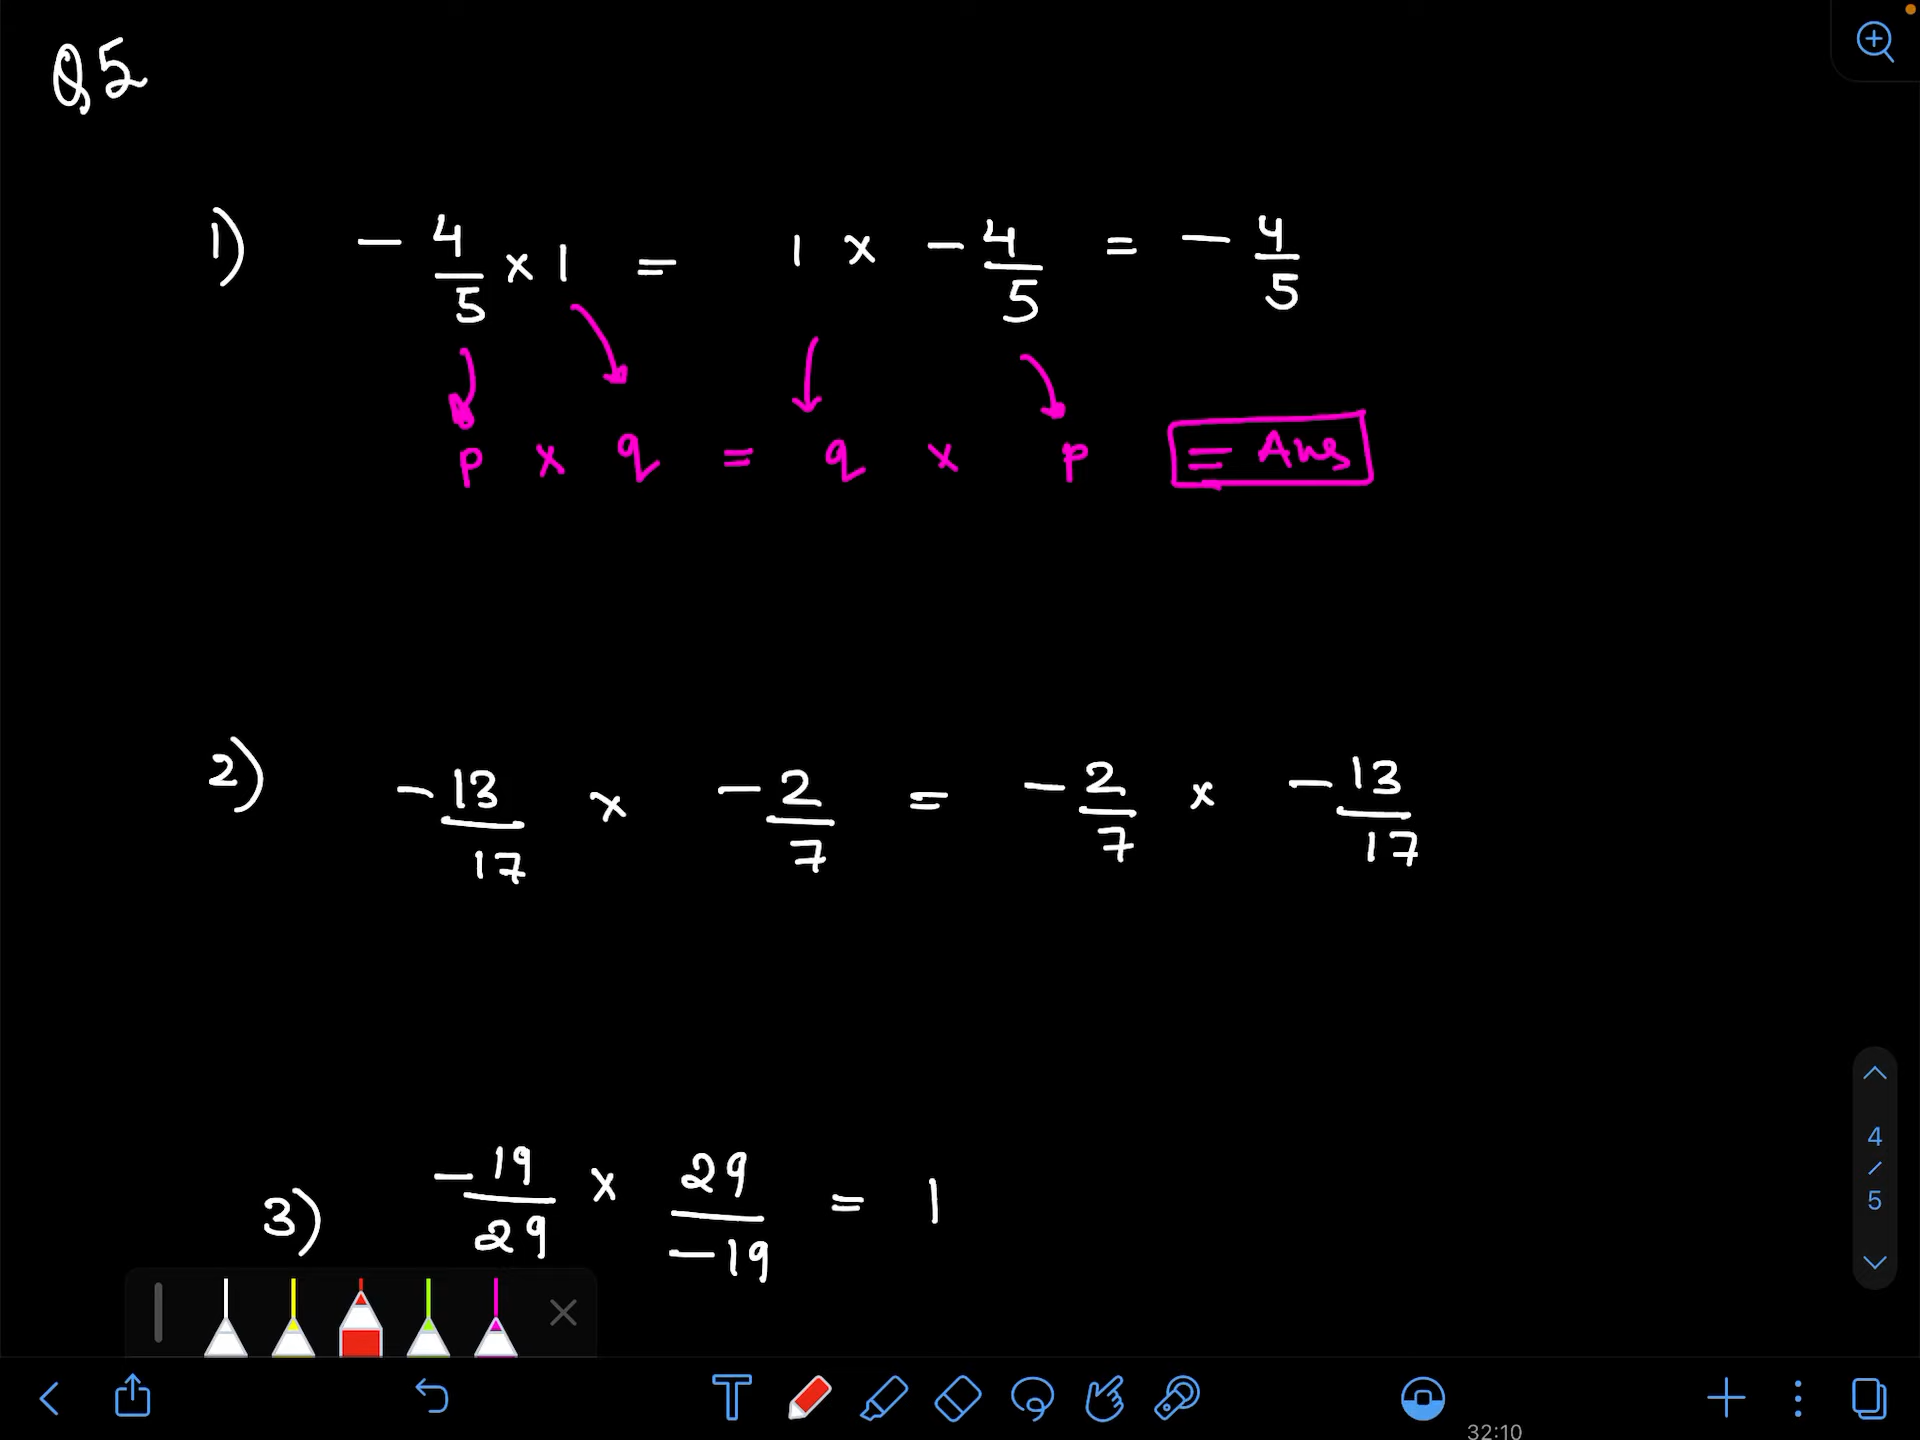 Q5
1) -4/5 × 1 = 1 × -4/5 = -4/5
p × q = q × p = Ans
2) -13/17 × -2/7 = -2/7 × -13/17
3) -19/29 × 29/-19 = 1
4
/
5
32:10